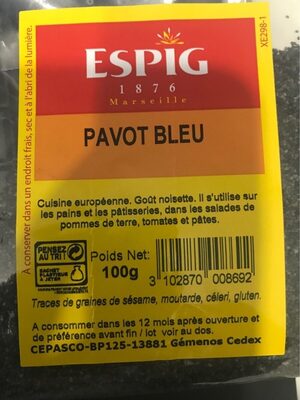 ESPIG
1876
Marseille
XE298-1
A conserver dans un endroit frais, sec et à l'abri de la lumière.
PAVOT BLEU
Cuisine européenne. Goût noisette. Il s'utilise sur
les pains et les pâtisseries, dans les salades de
pommes de terre, tomates et pâtes.
PENSEZ
AU TRI !
SACHET
PLASTIQUE
À JETER
Poids Net:
100g
3 102870 008692
Traces de graines de sésame, moutarde, céleri, gluten.
A consommer dans les 12 mois après ouverture et
de préférence avant fin / lot voir au dos.
CEPASCO-BP125-13881 Gémenos Cedex